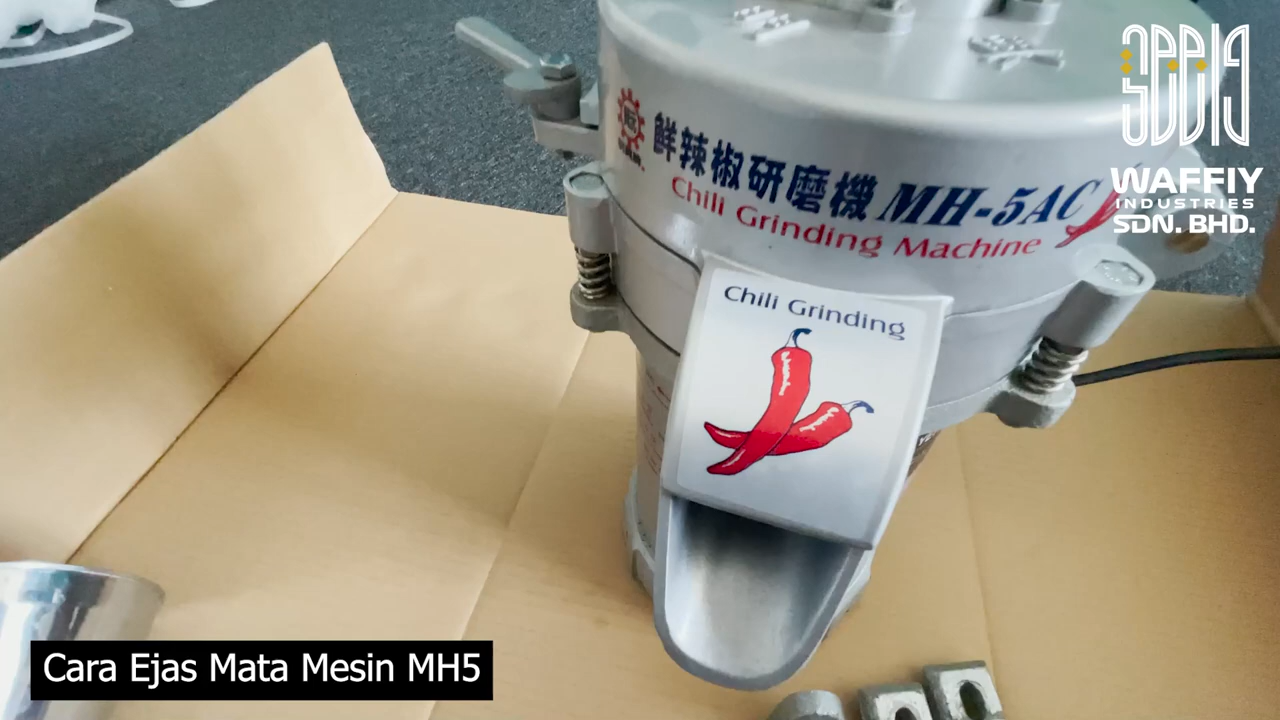 鮮辣椒研磨機 MH-5AC
Chili Grinding Machine
Chili Grinding
WAFFIY
INDUSTRIES
SDN. BHD.
Cara Ejas Mata Mesin MH5